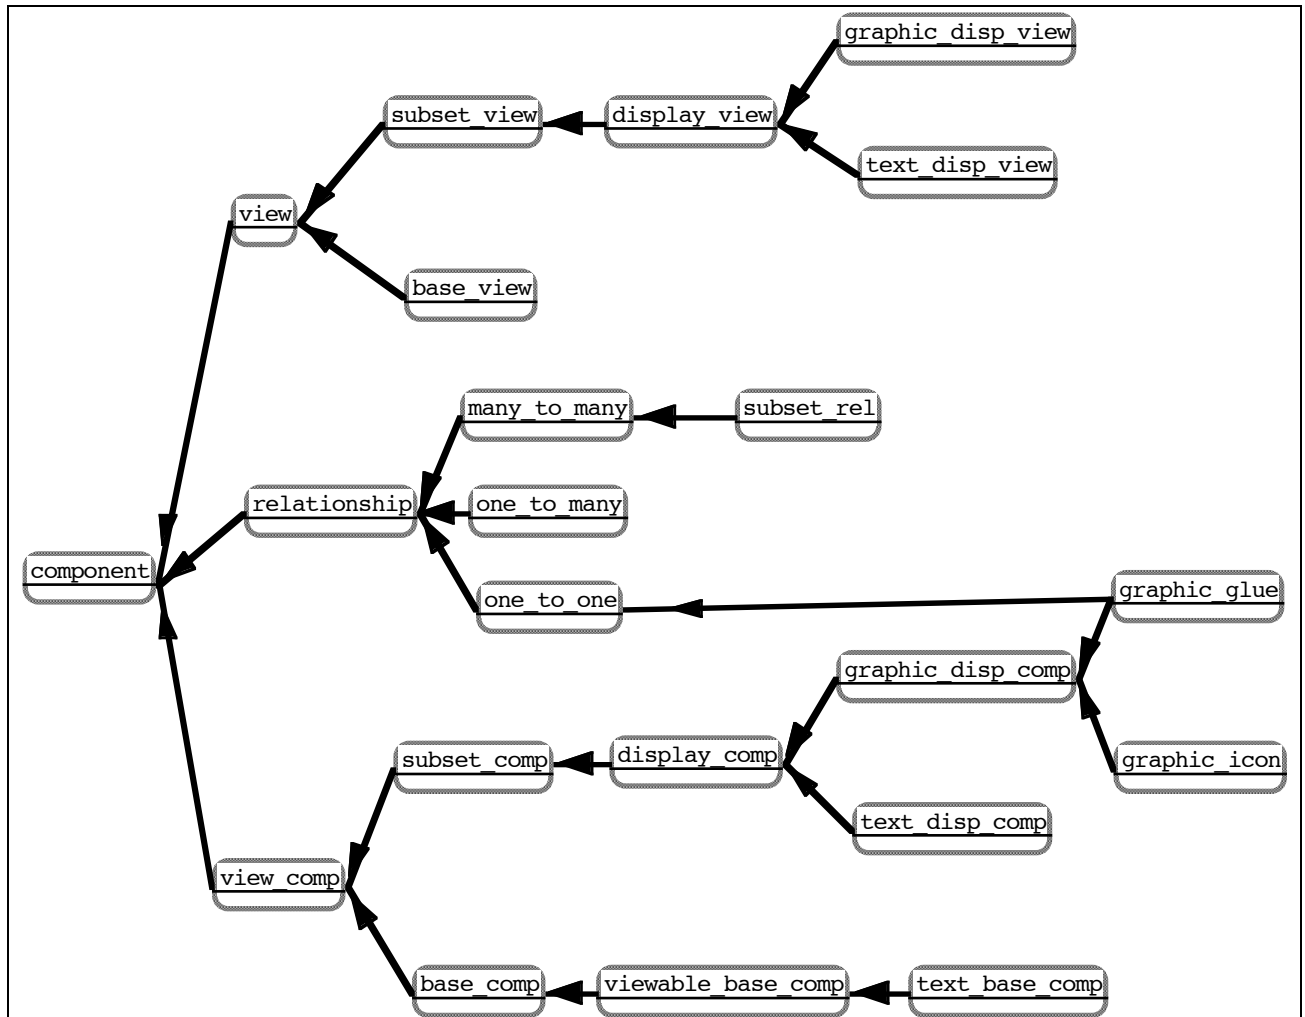 graphic_disp_view
subset_view
display_view
text_disp_view
view
base_view
many_to_many
subset_rel
relationship
one_to_many
component
one_to_one
graphic_glue
graphic_disp_comp
subset_comp
display_comp
graphic_icon
text_disp_comp
view_comp
base_comp
viewable_base_comp
text_base_comp